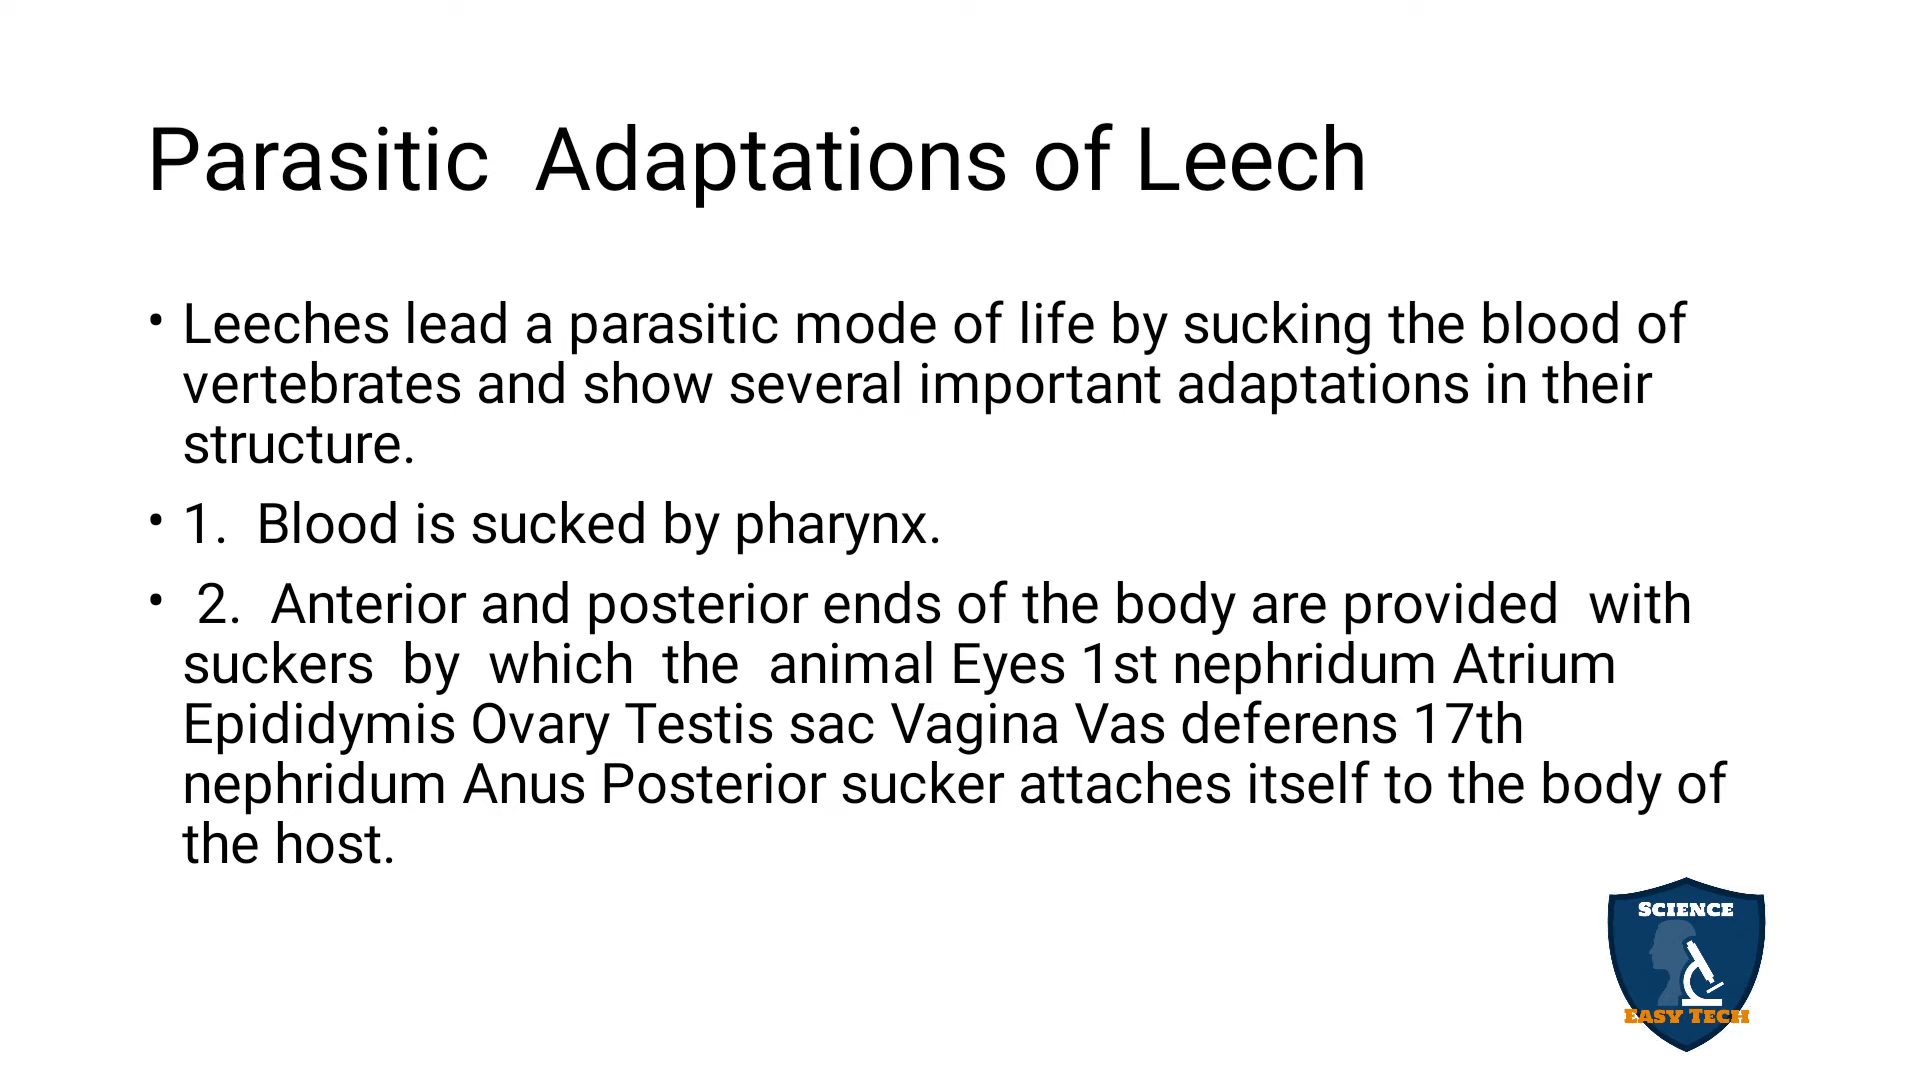 Parasitic  Adaptations of Leech
• Leeches lead a parasitic mode of life by sucking the blood of
vertebrates and show several important adaptations in their
structure.
• 1.  Blood is sucked by pharynx.
•  2.  Anterior and posterior ends of the body are provided  with
suckers  by  which  the  animal Eyes 1st nephridum Atrium
Epididymis Ovary Testis sac Vagina Vas deferens 17th
nephridum Anus Posterior sucker attaches itself to the body of
the host.
SCIENCE
EASY TECH